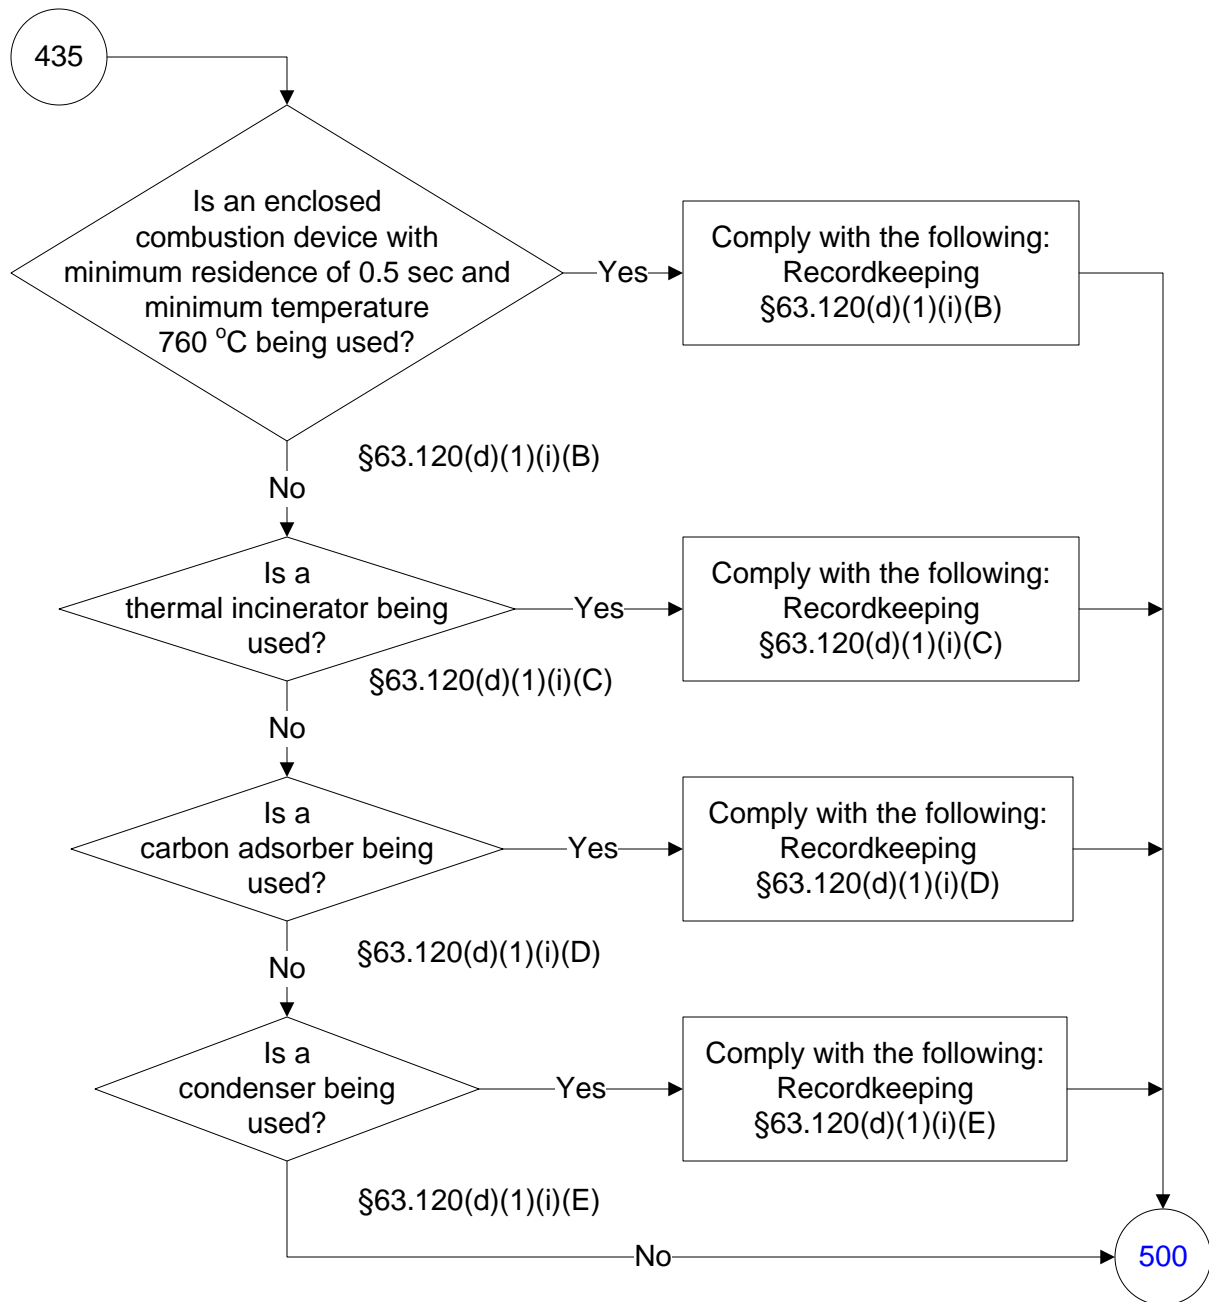 435
Is an enclosed
combustion device with
minimum residence of 0.5 sec and
minimum temperature
760 °C being used?
Yes
Comply with the following:
Recordkeeping
§63.120(d)(1)(i)(B)
§63.120(d)(1)(i)(B)
No
Is a
thermal incinerator being
used?
Yes
Comply with the following:
Recordkeeping
§63.120(d)(1)(i)(C)
§63.120(d)(1)(i)(C)
No
Is a
carbon adsorber being
used?
Yes
Comply with the following:
Recordkeeping
§63.120(d)(1)(i)(D)
§63.120(d)(1)(i)(D)
No
Is a
condenser being
used?
Yes
Comply with the following:
Recordkeeping
§63.120(d)(1)(i)(E)
§63.120(d)(1)(i)(E)
No
500